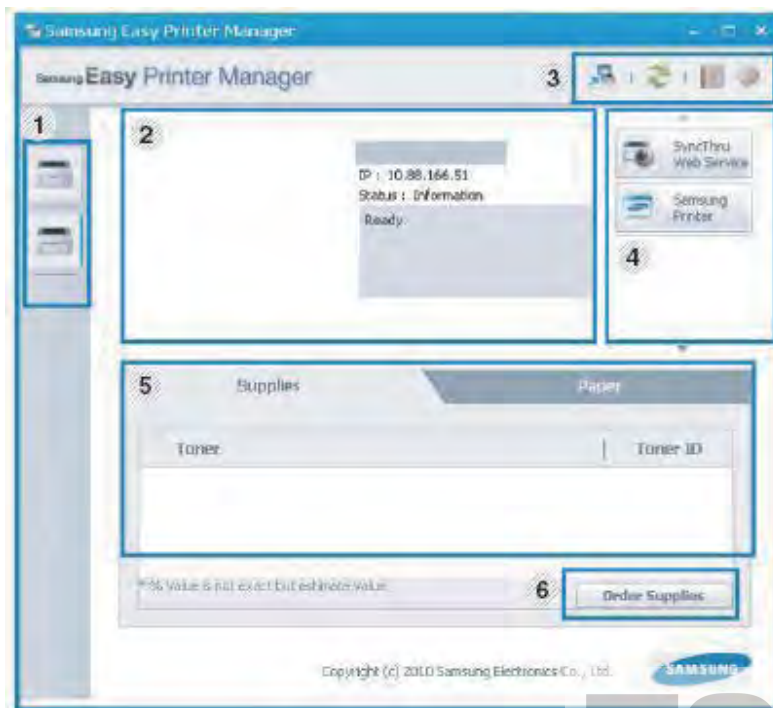 Samsung Easy Printer Manager
Samsung Easy Printer Manager
3
1
2
IP : 10.88.166.51
Status : Information
Ready
SyncThru
Web Service
Samsung
Printer
4
5
Supplies
Paper
Toner
Toner ID
* % Value is not exact but estimate value
6
Order Supplies
Copyright (c) 2010 Samsung Electronics Co., Ltd.
SAMSUNG